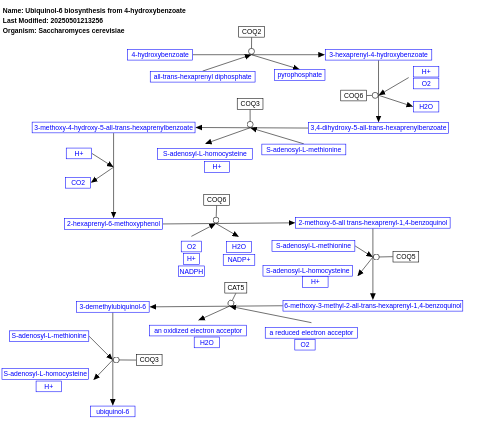 Name: Ubiquinol-6 biosynthesis from 4-hydroxybenzoate
Last Modified: 20250501213256
Organism: Saccharomyces cerevisiae
COQ2
4-hydroxybenzoate
3-hexaprenyl-4-hydroxybenzoate
all-trans-hexaprenyl diphosphate
pyrophosphate
H+
O2
COQ6
H2O
COQ3
3-methoxy-4-hydroxy-5-all-trans-hexaprenylbenzoate
3,4-dihydroxy-5-all-trans-hexaprenylbenzoate
S-adenosyl-L-homocysteine
S-adenosyl-L-methionine
H+
H+
CO2
COQ6
2-hexaprenyl-6-methoxyphenol
2-methoxy-6-all trans-hexaprenyl-1,4-benzoquinol
O2
H+
NADPH
H2O
NADP+
S-adenosyl-L-methionine
COQ5
S-adenosyl-L-homocysteine
H+
CAT5
3-demethylubiquinol-6
6-methoxy-3-methyl-2-all-trans-hexaprenyl-1,4-benzoquinol
an oxidized electron acceptor
H2O
a reduced electron acceptor
O2
S-adenosyl-L-methionine
COQ3
S-adenosyl-L-homocysteine
H+
ubiquinol-6